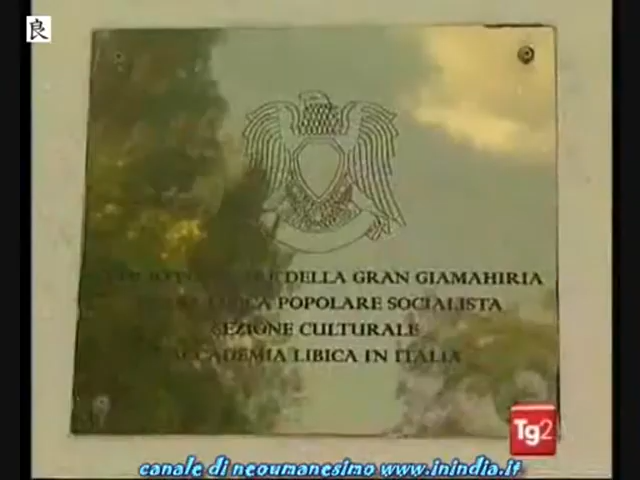 良
DELLA GRAN GIAMAHIRIA
POPOLARE SOCIALISTA
SEZIONE CULTURALE
ACCADEMIA LIBICA IN ITALIA
Tg2
canale di neoumanesimo www.inindia.it